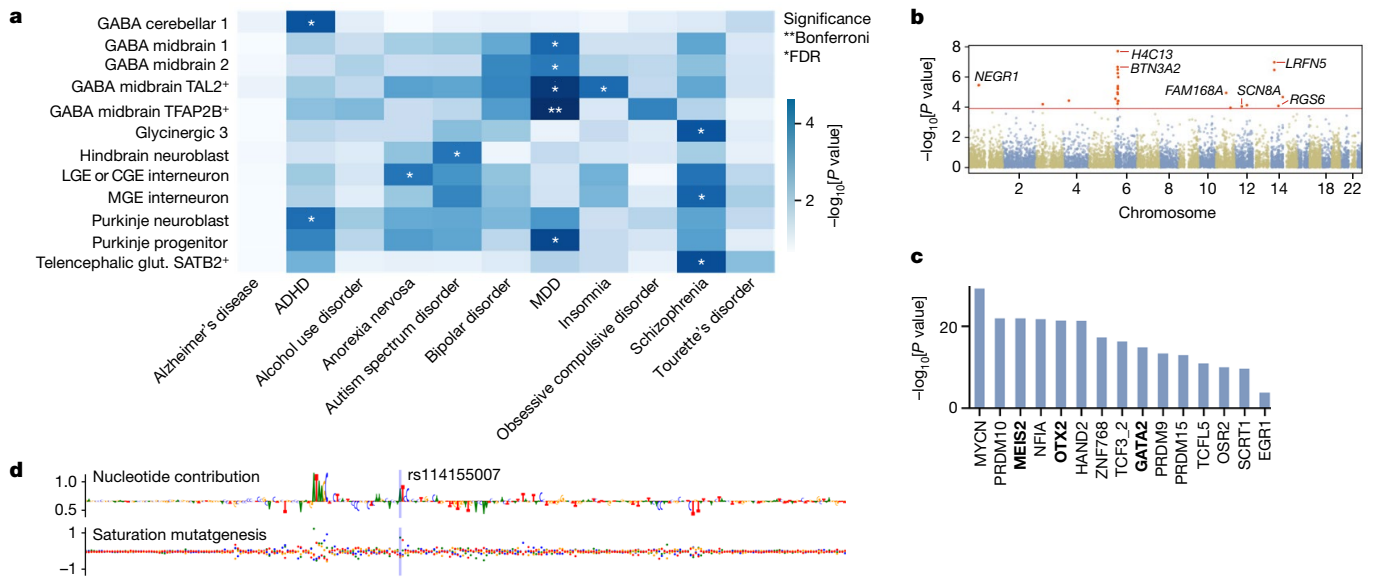 a
GABA cerebellar 1
GABA midbrain 1
GABA midbrain 2
GABA midbrain TAL2⁺
GABA midbrain TFAP2B⁺
Glycinergic 3
Hindbrain neuroblast
LGE or CGE interneuron
MGE interneuron
Purkinje neuroblast
Purkinje progenitor
Telencephalic glut. SATB2⁺
*
*
*
*
*
**
*
*
*
*
*
*
*
Alzheimer's disease
ADHD
Alcohol use disorder
Anorexia nervosa
Autism spectrum disorder
Bipolar disorder
MDD
Insomnia
Obsessive compulsive disorder
Schizophrenia
Tourette's disorder
Significance
**Bonferroni
*FDR
4
2
–log₁₀[P value]
b
–log₁₀[P value]
8
6
4
2
0
NEGR1
H4C13
BTN3A2
LRFN5
FAM168A
SCN8A
RGS6
2
4
6
8
10
12
14
18
22
Chromosome
c
–log₁₀[P value]
20
0
MYCN
PRDM10
MEIS2
NFIA
OTX2
HAND2
ZNF768
TCF3_2
GATA2
PRDM9
PRDM15
TCFL5
OSR2
SCRT1
EGR1
d
Nucleotide contribution
rs114155007
1.0
0.5
Saturation mutatgenesis
1
–1